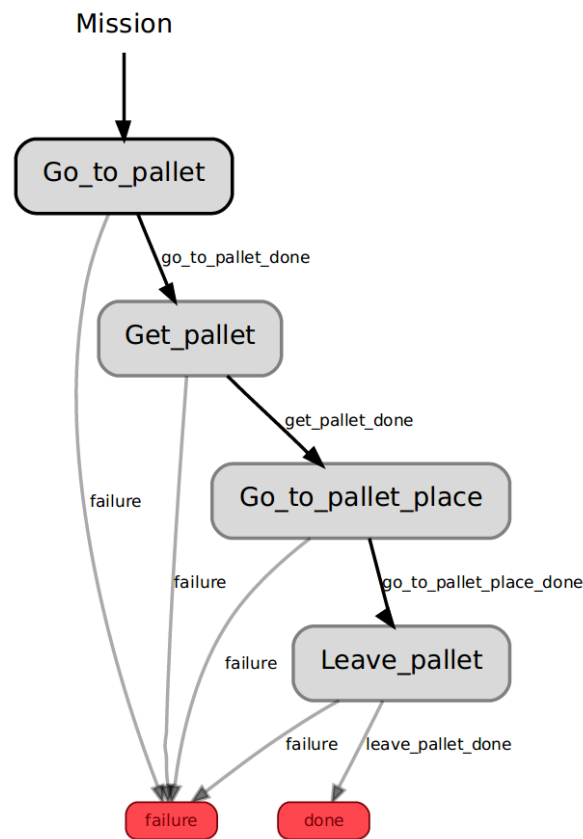 Mission
Go_to_pallet
go_to_pallet_done
Get_pallet
get_pallet_done
Go_to_pallet_place
failure
failure
go_to_pallet_place_done
failure
Leave_pallet
failure
leave_pallet_done
failure
done